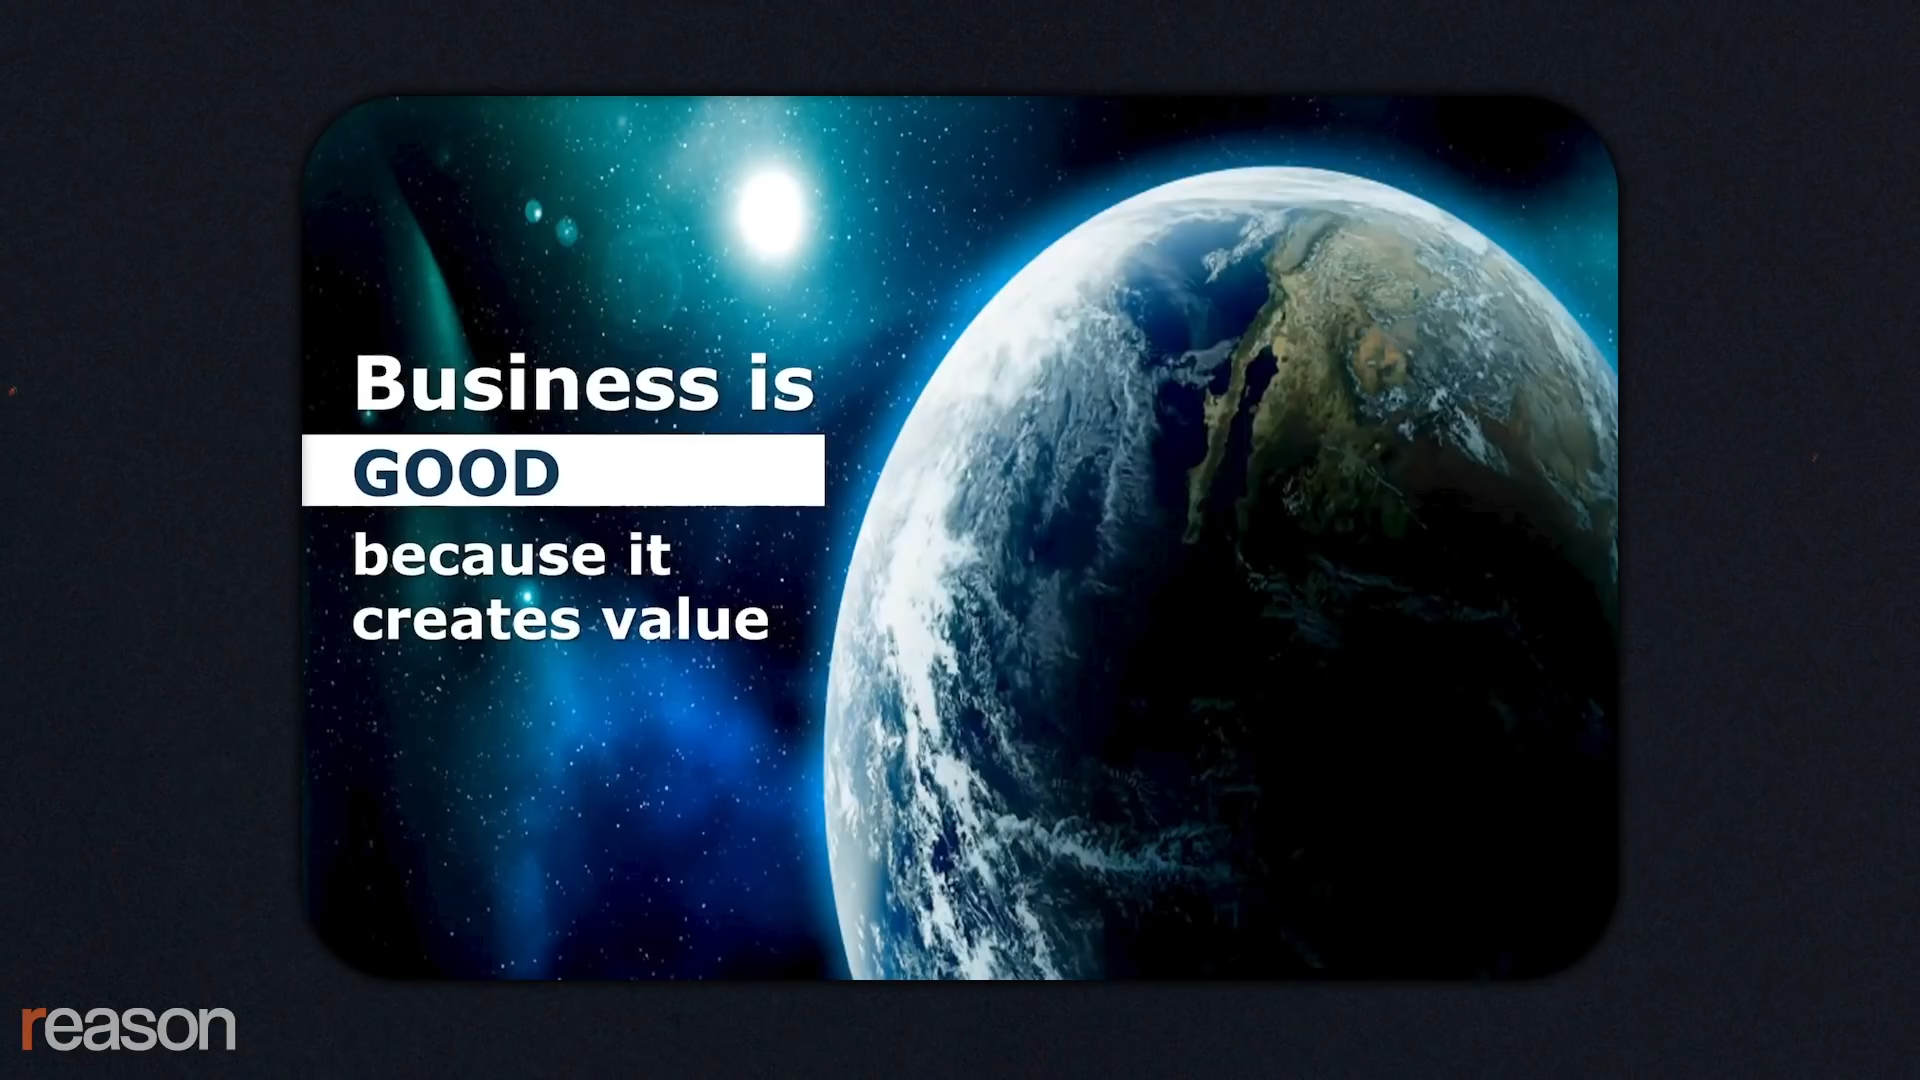 Business is
GOOD
because it
creates value
reason